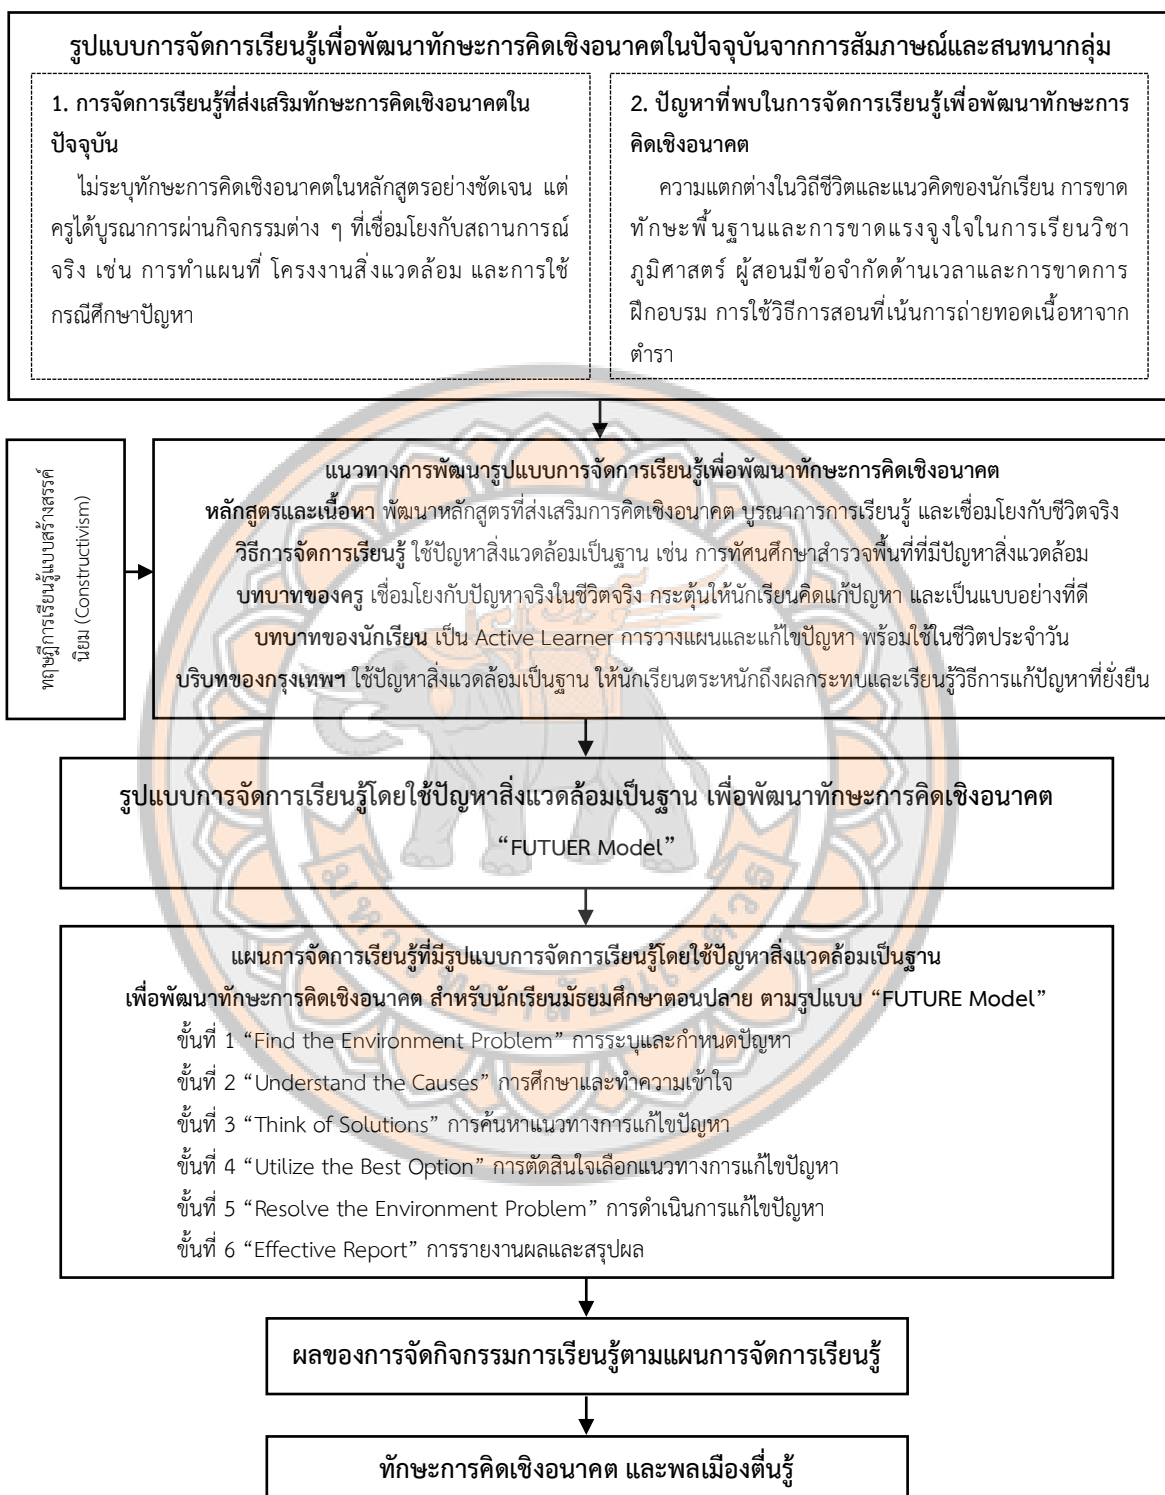 รูปแบบการจัดการเรียนรู้เพื่อพัฒนาทักษะการคิดเชิงอนาคตในปัจจุบันจากการสัมภาษณ์และสนทนากลุ่ม
1. การจัดการเรียนรู้ที่ส่งเสริมทักษะการคิดเชิงอนาคตใน
ปัจจุบัน
ไม่ระบุทักษะการคิดเชิงอนาคตในหลักสูตรอย่างชัดเจน แต่
ครูได้บูรณาการผ่านกิจกรรมต่าง ๆ ที่เชื่อมโยงกับสถานการณ์
จริง เช่น การทำแผนที่ โครงงานสิ่งแวดล้อม และการใช้
กรณีศึกษาปัญหา
2. ปัญหาที่พบในการจัดการเรียนรู้เพื่อพัฒนาทักษะการ
คิดเชิงอนาคต
ความแตกต่างในวิถีชีวิตและแนวคิดของนักเรียน การขาด
ทักษะพื้นฐานและการขาดแรงจูงใจในการเรียนวิชา
ภูมิศาสตร์ ผู้สอนมีข้อจำกัดด้านเวลาและการขาดการ
ฝึกอบรม การใช้วิธีการสอนที่เน้นการถ่ายทอดเนื้อหาจาก
ตำรา
ทฤษฎีการเรียนรู้แบบสร้างสรรค์
นิยม (Constructivism)
แนวทางการพัฒนารูปแบบการจัดการเรียนรู้เพื่อพัฒนาทักษะการคิดเชิงอนาคต
หลักสูตรและเนื้อหา พัฒนาหลักสูตรที่ส่งเสริมการคิดเชิงอนาคต บูรณาการการเรียนรู้ และเชื่อมโยงกับชีวิตจริง
วิธีการจัดการเรียนรู้ ใช้ปัญหาสิ่งแวดล้อมเป็นฐาน เช่น การทัศนศึกษาสำรวจพื้นที่ที่มีปัญหาสิ่งแวดล้อม
บทบาทของครู เชื่อมโยงกับปัญหาจริงในชีวิตจริง กระตุ้นให้นักเรียนคิดแก้ปัญหา และเป็นแบบอย่างที่ดี
บทบาทของนักเรียน เป็น Active Learner การวางแผนและแก้ไขปัญหา พร้อมใช้ในชีวิตประจำวัน
บริบทของกรุงเทพฯ ใช้ปัญหาสิ่งแวดล้อมเป็นฐาน ให้นักเรียนตระหนักถึงผลกระทบและเรียนรู้วิธีการแก้ปัญหาที่ยั่งยืน
รูปแบบการจัดการเรียนรู้โดยใช้ปัญหาสิ่งแวดล้อมเป็นฐาน เพื่อพัฒนาทักษะการคิดเชิงอนาคต
“FUTUER Model”
แผนการจัดการเรียนรู้ที่มีรูปแบบการจัดการเรียนรู้โดยใช้ปัญหาสิ่งแวดล้อมเป็นฐาน
เพื่อพัฒนาทักษะการคิดเชิงอนาคต สำหรับนักเรียนมัธยมศึกษาตอนปลาย ตามรูปแบบ “FUTURE Model”
ขั้นที่ 1 “Find the Environment Problem” การระบุและกำหนดปัญหา
ขั้นที่ 2 “Understand the Causes” การศึกษาและทำความเข้าใจ
ขั้นที่ 3 “Think of Solutions” การค้นหาแนวทางการแก้ไขปัญหา
ขั้นที่ 4 “Utilize the Best Option” การตัดสินใจเลือกแนวทางการแก้ไขปัญหา
ขั้นที่ 5 “Resolve the Environment Problem” การดำเนินการแก้ไขปัญหา
ขั้นที่ 6 “Effective Report” การรายงานผลและสรุปผล
มหาวิทยาลัยนเรศวร
ผลของการจัดกิจกรรมการเรียนรู้ตามแผนการจัดการเรียนรู้
ทักษะการคิดเชิงอนาคต และพลเมืองตื่นรู้